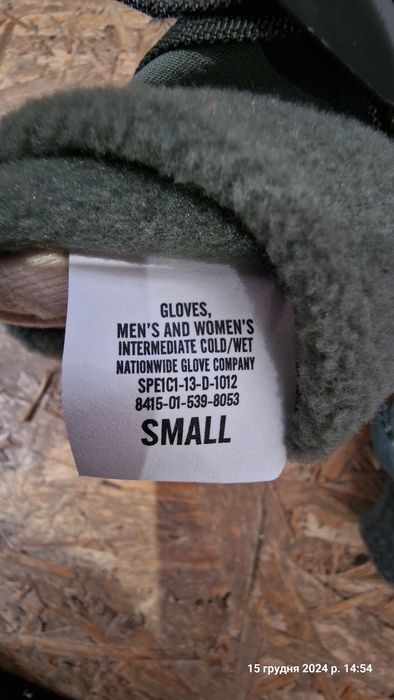 GLOVES,
MEN'S AND WOMEN'S
INTERMEDIATE COLD/WET
NATIONWIDE GLOVE COMPANY
SPE1C1-13-D-1012
8415-01-539-8053
SMALL
15 грудня 2024 р. 14:54